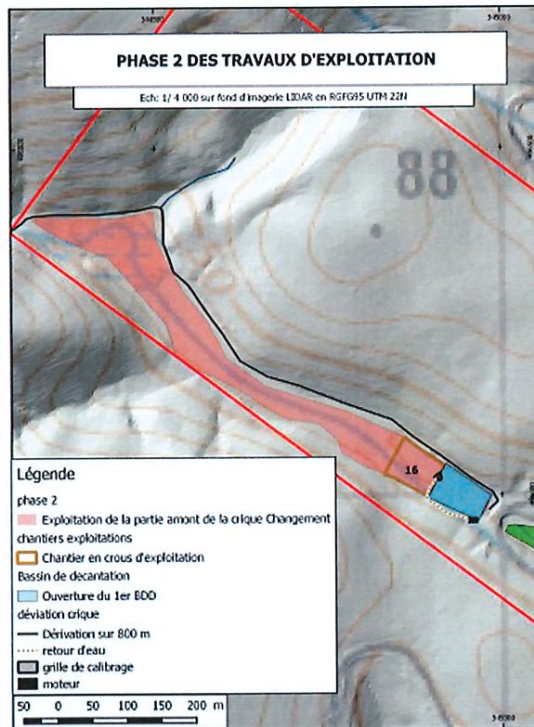 PHASE 2 DES TRAVAUX D'EXPLOITATION
Ech: 1/ 4 000 sur fond d'imagerie LIDAR en RGFG95 UTM 22N
88
16
Légende
phase 2
Exploitation de la partie amont de la crique Changement
chantiers exploitations
Chantier en crous d'exploitation
Bassin de decantation
Ouverture du 1er BDD
déviation crique
Dérivation sur 800 m
retour d'eau
grille de calibrage
moteur
50 0 50 100 150 200 m